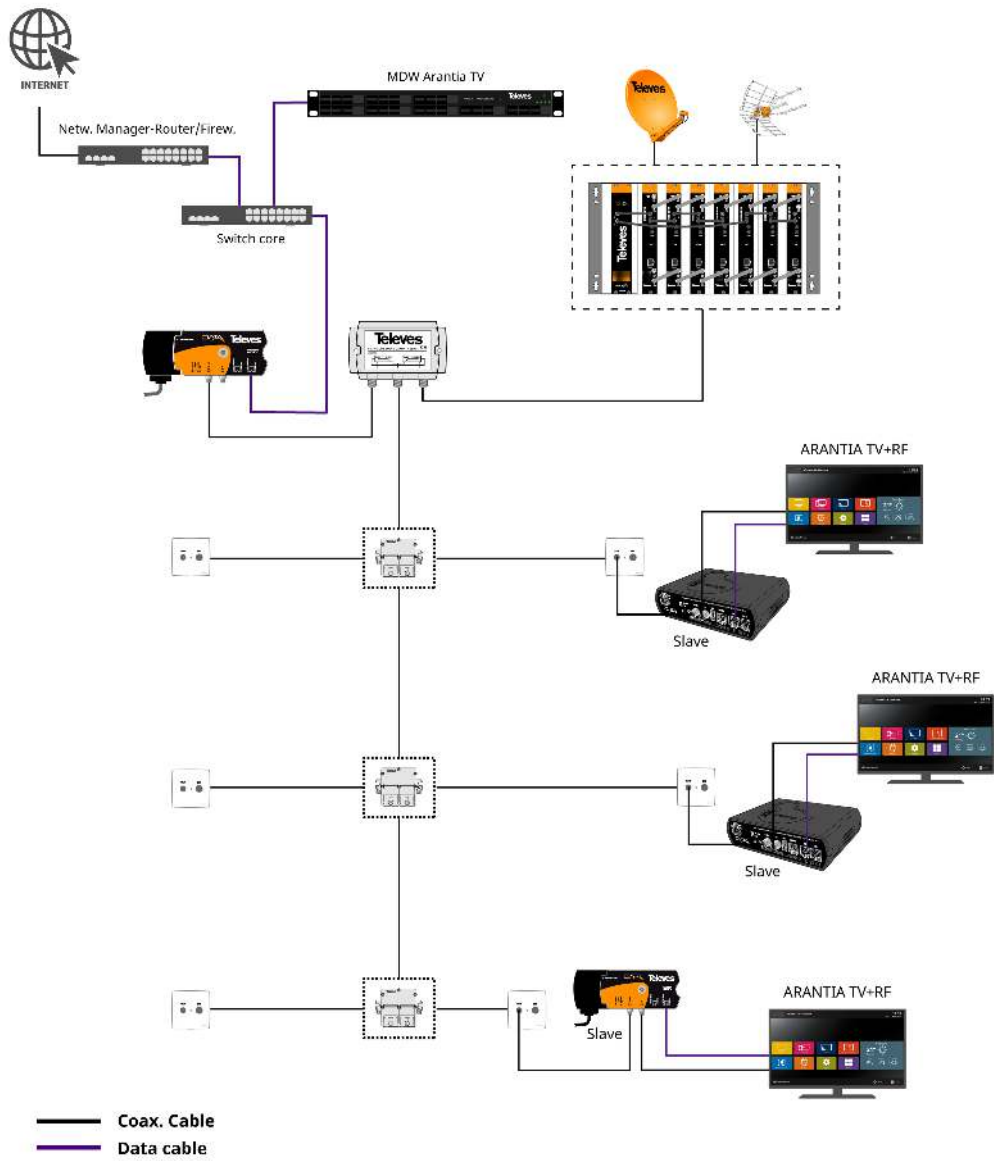 INTERNET
MDW Arantia TV
Televes
Televes
Netw. Manager-Router/Firew.
Switch core
Televes
Televes
Televes
ARANTIA TV+RF
Slave
ARANTIA TV+RF
Slave
Televes
Slave
ARANTIA TV+RF
Coax. Cable
Data cable